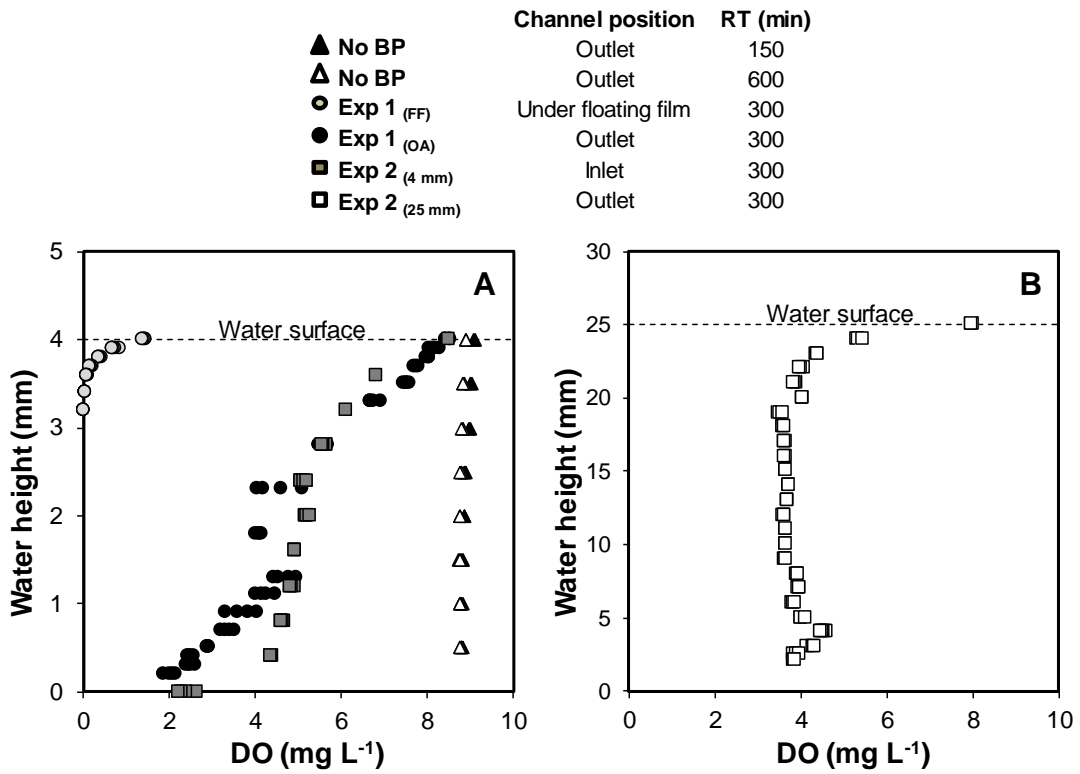 Channel position RT (min)
No BP Outlet 150
No BP Outlet 600
Exp 1 (FF) Under floating film 300
Exp 1 (OA) Outlet 300
Exp 2 (4 mm) Inlet 300
Exp 2 (25 mm) Outlet 300
A
Water surface
Water height (mm)
5
4
3
2
1
0
0 2 4 6 8 10
DO (mg L-1)
B
Water surface
Water height (mm)
30
25
20
15
10
5
0
0 2 4 6 8 10
DO (mg L-1)